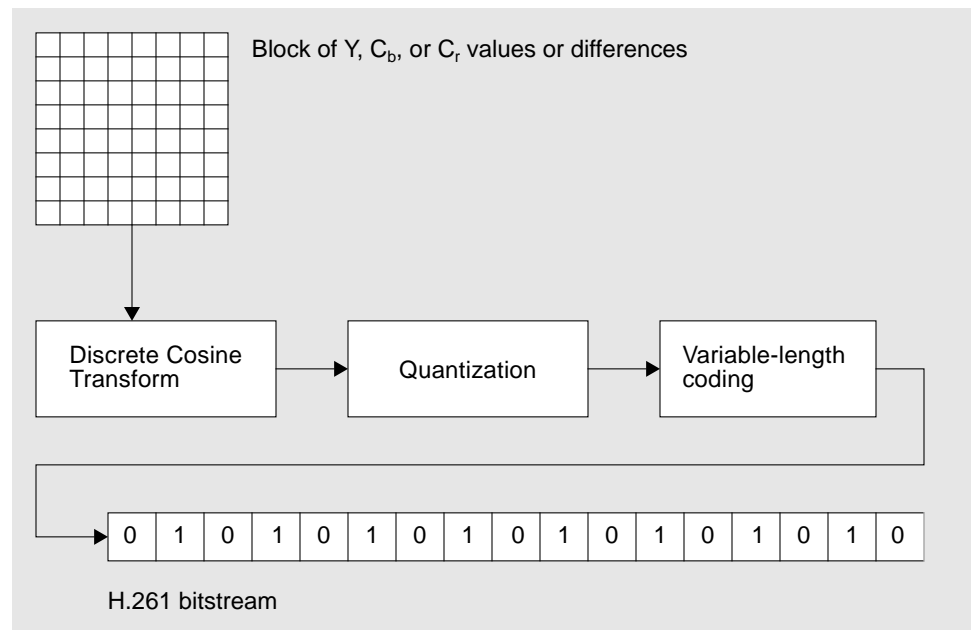 Block of Y, Cb, or Cr values or differences
Discrete Cosine
Transform
Quantization
Variable-length
coding
0 1 0 1 0 1 0 1 0 1 0 1 0 1 0 1 0
H.261 bitstream